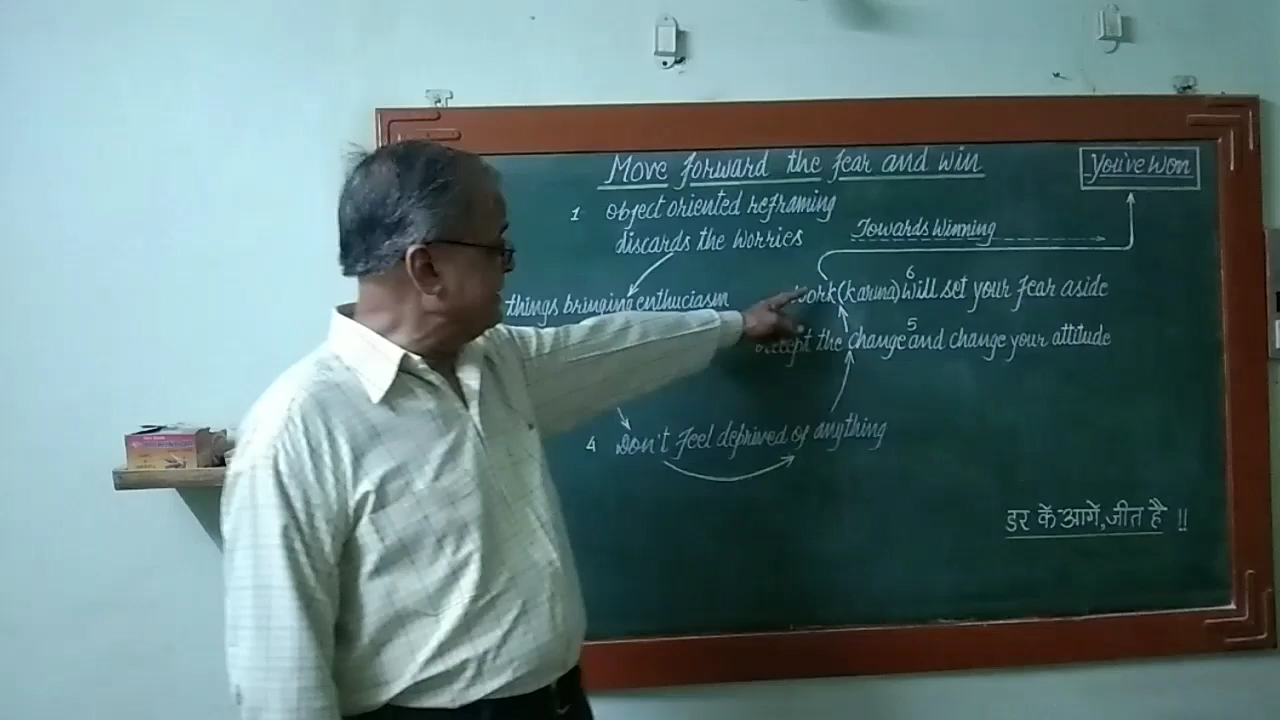 Move forward the fear and win
You've won
1 object oriented reframing
discards the worries
Towards Winning
things bringing enthuciasm
6
work (karma) will set your fear aside
5
the change and change your attitude
4 Don't feel deprived of anything
डर के आगे, जीत है !!